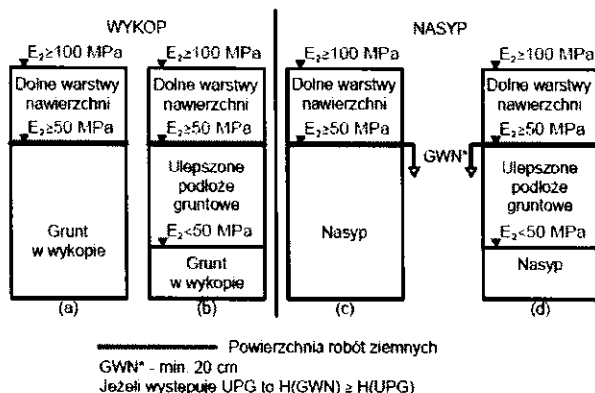 WYKOP
NASYP
E₂≥100 MPa
Dolne warstwy
nawierzchni
E₂≥50 MPa
Grunt
w wykopie
(a)
E₂≥100 MPa
Dolne warstwy
nawierzchni
E₂≥50 MPa
Ulepszone
podłoże
gruntowe
E₂<50 MPa
Grunt
w wykopie
(b)
E₂≥100 MPa
Dolne warstwy
nawierzchni
E₂≥50 MPa
Nasyp
(c)
GWN*
E₂≥100 MPa
Dolne warstwy
nawierzchni
E₂≥50 MPa
Ulepszone
podłoże
gruntowe
E₂<50 MPa
Nasyp
(d)
Powierzchnia robót ziemnych
GWN* - min. 20 cm
Jeżeli występuje UPG to H(GWN) ≥ H(UPG)